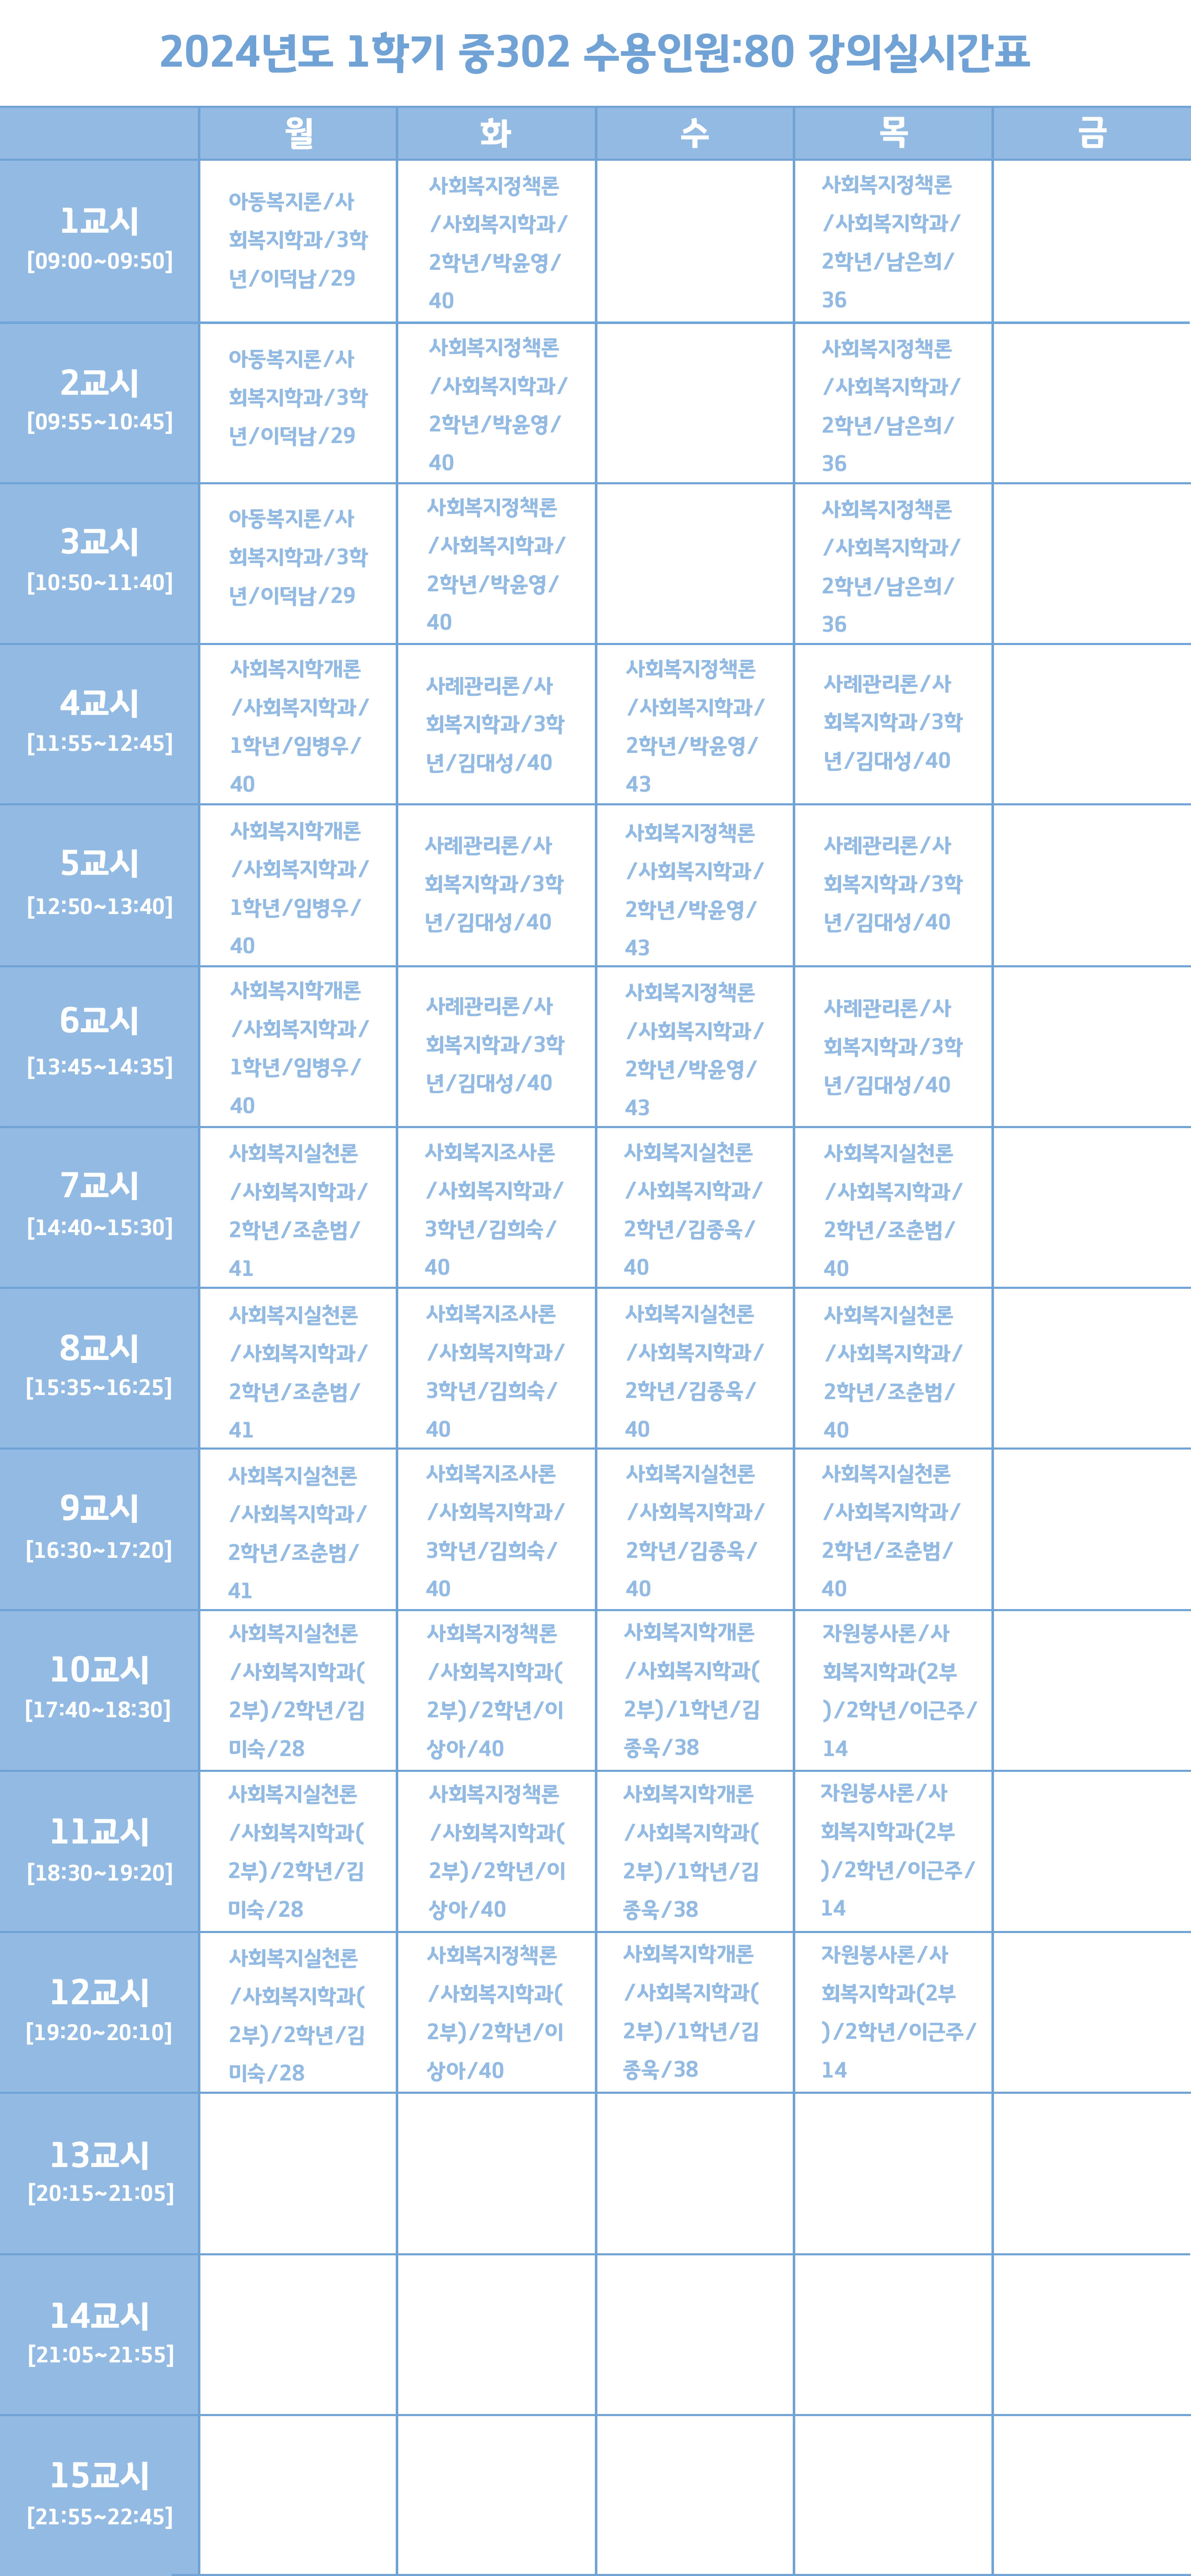 2024년도 1학기 중302 수용인원:80 강의실시간표
월 화 수 목 금
1교시
[09:00~09:50]
아동복지론/사
회복지학과/3학
년/이덕남/29
사회복지정책론
/사회복지학과/
2학년/박윤영/
40
사회복지정책론
/사회복지학과/
2학년/남은희/
36
2교시
[09:55~10:45]
아동복지론/사
회복지학과/3학
년/이덕남/29
사회복지정책론
/사회복지학과/
2학년/박윤영/
40
사회복지정책론
/사회복지학과/
2학년/남은희/
36
3교시
[10:50~11:40]
아동복지론/사
회복지학과/3학
년/이덕남/29
사회복지정책론
/사회복지학과/
2학년/박윤영/
40
사회복지정책론
/사회복지학과/
2학년/남은희/
36
4교시
[11:55~12:45]
사회복지학개론
/사회복지학과/
1학년/임병우/
40
사례관리론/사
회복지학과/3학
년/김대성/40
사회복지정책론
/사회복지학과/
2학년/박윤영/
43
사례관리론/사
회복지학과/3학
년/김대성/40
5교시
[12:50~13:40]
사회복지학개론
/사회복지학과/
1학년/임병우/
40
사례관리론/사
회복지학과/3학
년/김대성/40
사회복지정책론
/사회복지학과/
2학년/박윤영/
43
사례관리론/사
회복지학과/3학
년/김대성/40
6교시
[13:45~14:35]
사회복지학개론
/사회복지학과/
1학년/임병우/
40
사례관리론/사
회복지학과/3학
년/김대성/40
사회복지정책론
/사회복지학과/
2학년/박윤영/
43
사례관리론/사
회복지학과/3학
년/김대성/40
7교시
[14:40~15:30]
사회복지실천론
/사회복지학과/
2학년/조춘범/
41
사회복지조사론
/사회복지학과/
3학년/김희숙/
40
사회복지실천론
/사회복지학과/
2학년/김종욱/
40
사회복지실천론
/사회복지학과/
2학년/조춘범/
40
8교시
[15:35~16:25]
사회복지실천론
/사회복지학과/
2학년/조춘범/
41
사회복지조사론
/사회복지학과/
3학년/김희숙/
40
사회복지실천론
/사회복지학과/
2학년/김종욱/
40
사회복지실천론
/사회복지학과/
2학년/조춘범/
40
9교시
[16:30~17:20]
사회복지실천론
/사회복지학과/
2학년/조춘범/
41
사회복지조사론
/사회복지학과/
3학년/김희숙/
40
사회복지실천론
/사회복지학과/
2학년/김종욱/
40
사회복지실천론
/사회복지학과/
2학년/조춘범/
40
10교시
[17:40~18:30]
사회복지실천론
/사회복지학과(
2부)/2학년/김
미숙/28
사회복지정책론
/사회복지학과(
2부)/2학년/이
상아/40
사회복지학개론
/사회복지학과(
2부)/1학년/김
종욱/38
자원봉사론/사
회복지학과(2부
)/2학년/이근주/
14
11교시
[18:30~19:20]
사회복지실천론
/사회복지학과(
2부)/2학년/김
미숙/28
사회복지정책론
/사회복지학과(
2부)/2학년/이
상아/40
사회복지학개론
/사회복지학과(
2부)/1학년/김
종욱/38
자원봉사론/사
회복지학과(2부
)/2학년/이근주/
14
12교시
[19:20~20:10]
사회복지실천론
/사회복지학과(
2부)/2학년/김
미숙/28
사회복지정책론
/사회복지학과(
2부)/2학년/이
상아/40
사회복지학개론
/사회복지학과(
2부)/1학년/김
종욱/38
자원봉사론/사
회복지학과(2부
)/2학년/이근주/
14
13교시
[20:15~21:05]
14교시
[21:05~21:55]
15교시
[21:55~22:45]